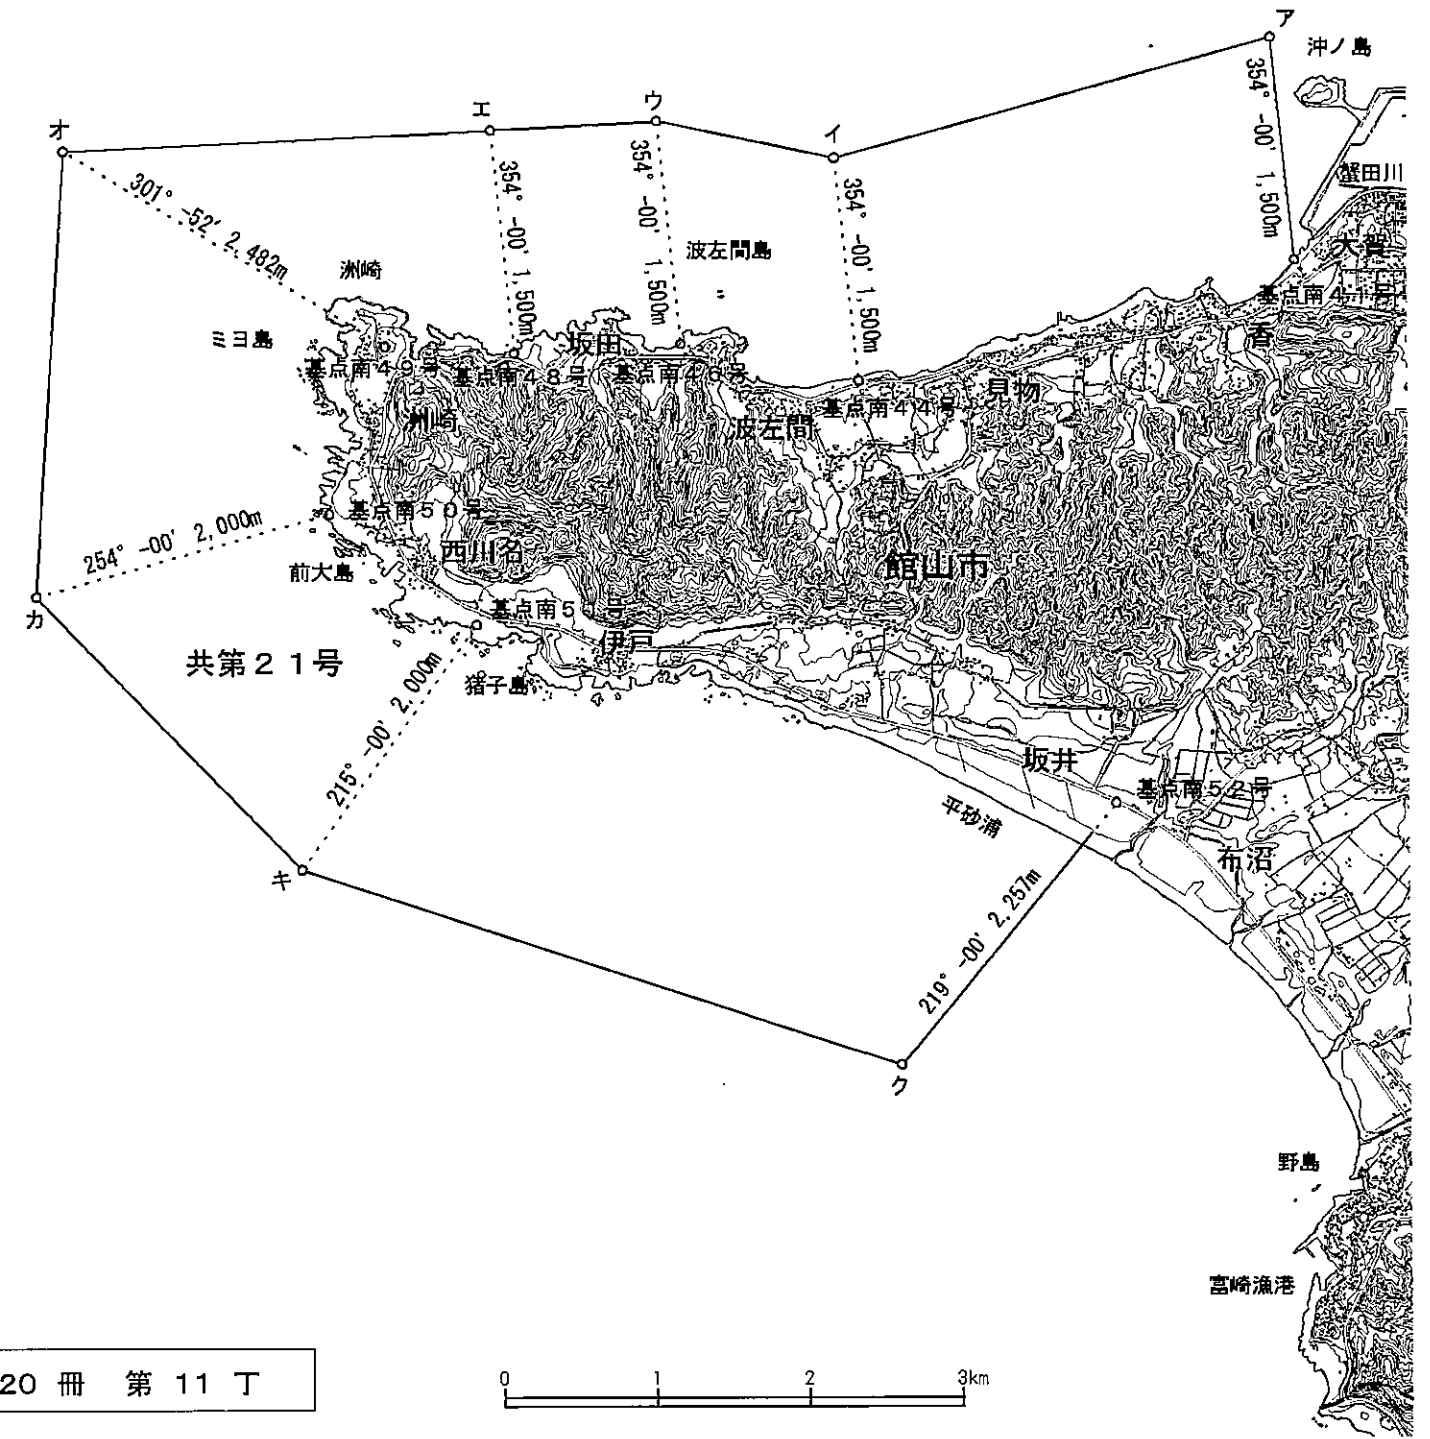 ア
沖ノ島
354° -00′ 1,500m
蟹田川
大賀
基点南41号
香
オ
エ
ウ
イ
301° -52′ 2,482m
354° -00′ 1,500m
354° -00′ 1,500m
354° -00′ 1,500m
波左間島
洲崎
ミヨ島
坂田
基点南49号
基点南48号
基点南46号
基点南44号
見物
洲崎
波左間
基点南50号
254° -00′ 2,000m
西川名
館山市
前大島
カ
伊戸
共第21号
猪子島
215° -00′ 2,000m
坂井
基点南52号
平砂浦
布沼
キ
219° -00′ 2,257m
ク
野島
富崎漁港
20 冊 第 11 丁
0 1 2 3km